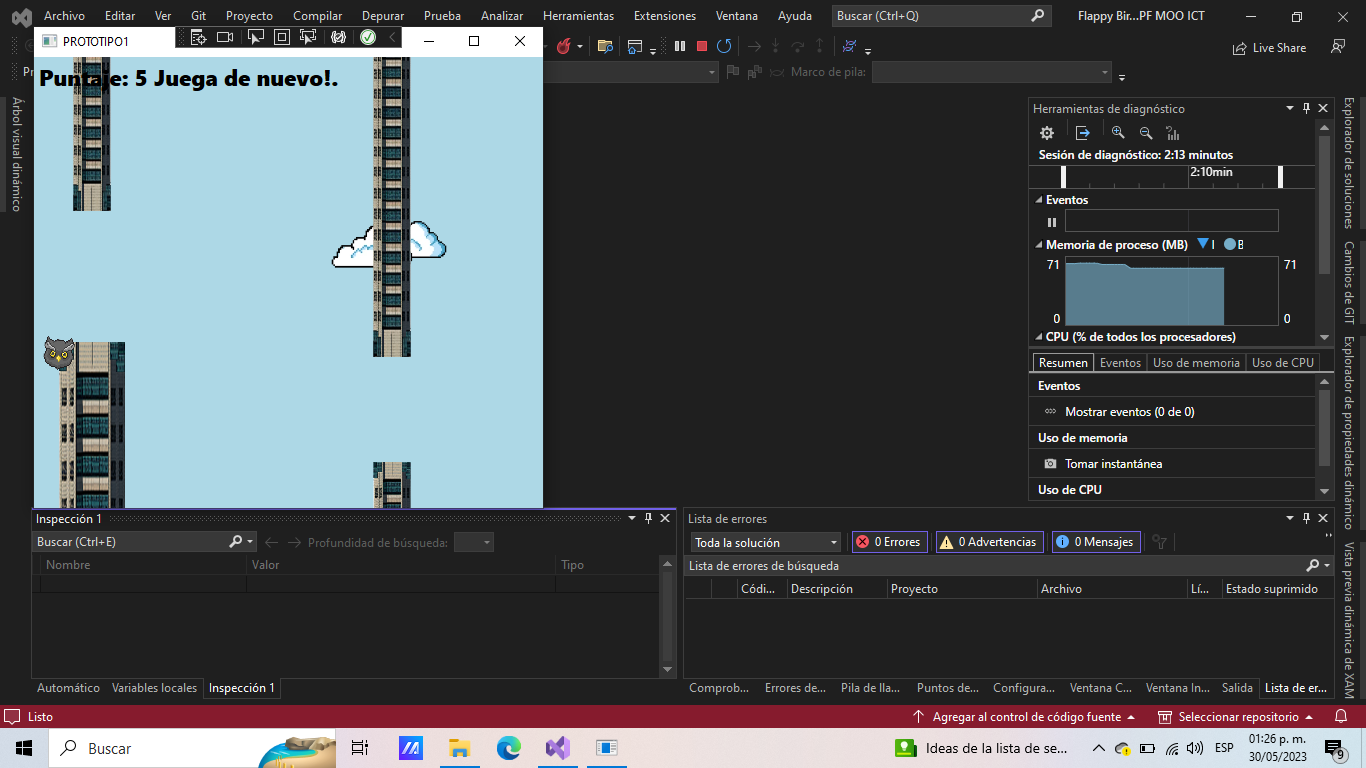 Archivo Editar Ver Git Proyecto Compilar Depurar Prueba Analizar Herramientas Extensiones Ventana Ayuda Buscar (Ctrl+Q) Flappy Bir...PF MOO ICT
PROTOTIPO1
Live Share
Marco de pila:
Puntaje: 5 Juega de nuevo!.
Árbol visual dinámico
Herramientas de diagnóstico
Sesión de diagnóstico: 2:13 minutos
2:10min
Eventos
Memoria de proceso (MB) I B
71 71
0 0
CPU (% de todos los procesadores)
Resumen Eventos Uso de memoria Uso de CPU
Eventos
Mostrar eventos (0 de 0)
Uso de memoria
Tomar instantánea
Uso de CPU
Explorador de soluciones
Cambios de GIT
Explorador de propiedades dinámico
Vista previa dinámica de XAM
Inspección 1
Buscar (Ctrl+E) Profundidad de búsqueda:
Nombre Valor Tipo
Automático Variables locales Inspección 1
Lista de errores
Toda la solución 0 Errores 0 Advertencias 0 Mensajes
Lista de errores de búsqueda
Códi... Descripción Proyecto Archivo Lí... Estado suprimido
Comprob... Errores de... Pila de lla... Puntos de... Configura... Ventana C... Ventana In... Salida Lista de er...
Listo Agregar al control de código fuente Seleccionar repositorio
Buscar Ideas de la lista de se... ESP 01:26 p. m.
30/05/2023 9